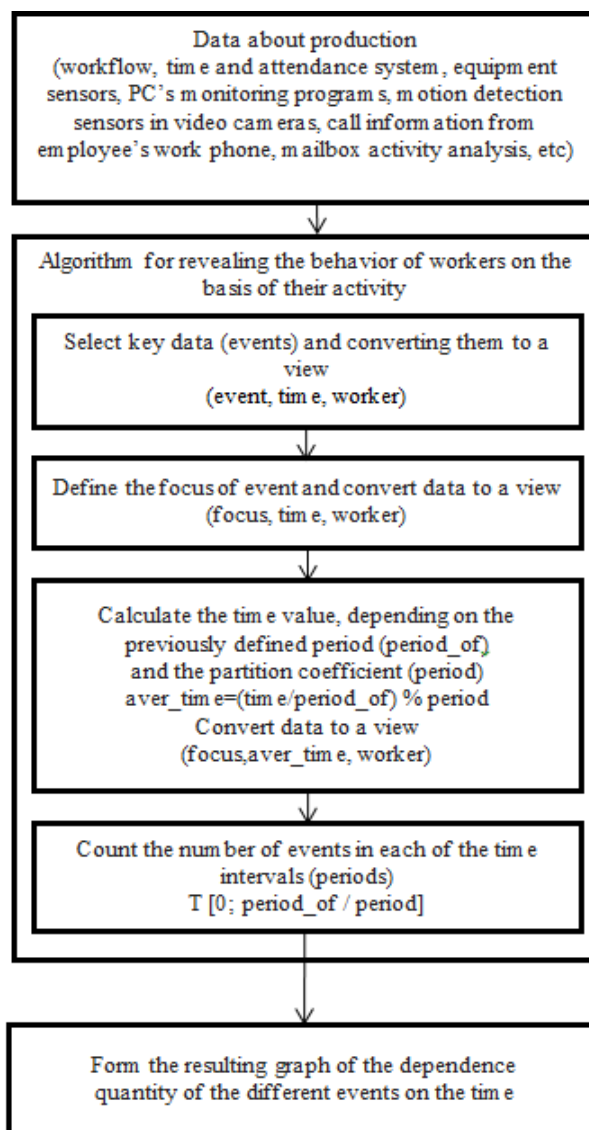 Data about production
(workflow, time and attendance system, equipment
sensors, PC's monitoring programs, motion detection
sensors in video cameras, call information from
employee's work phone, mailbox activity analysis, etc)
Algorithm for revealing the behavior of workers on the
basis of their activity
Select key data (events) and converting them to a
view
(event, time, worker)
Define the focus of event and convert data to a view
(focus, time, worker)
Calculate the time value, depending on the
previously defined period (period_of)
and the partition coefficient (period)
aver_time=(time/period_of) % period
Convert data to a view
(focus,aver_time, worker)
Count the number of events in each of the time
intervals (periods)
T [0; period_of / period]
Form the resulting graph of the dependence
quantity of the different events on the time